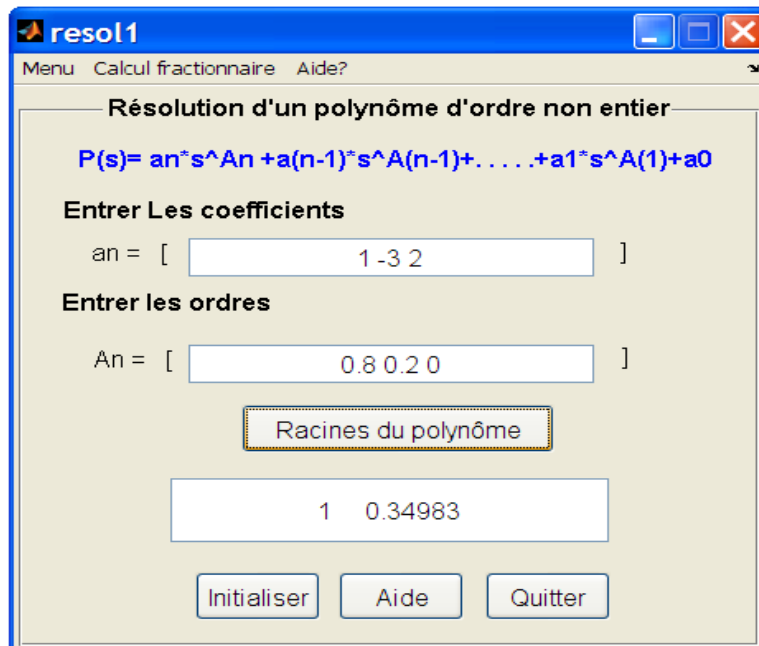 resol1
Menu Calcul fractionnaire Aide?
Résolution d'un polynôme d'ordre non entier
P(s)= an*s^An +a(n-1)*s^A(n-1)+. . . . .+a1*s^A(1)+a0
Entrer Les coefficients
an = [ 1 -3 2 ]
Entrer les ordres
An = [ 0.8 0.2 0 ]
Racines du polynôme
1 0.34983
Initialiser Aide Quitter